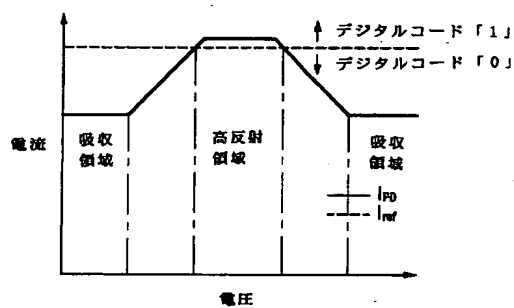 デジタルコード「1」
デジタルコード「0」
電流
吸収
領域
高反射
領域
吸収
領域
IPD
Iref
電圧